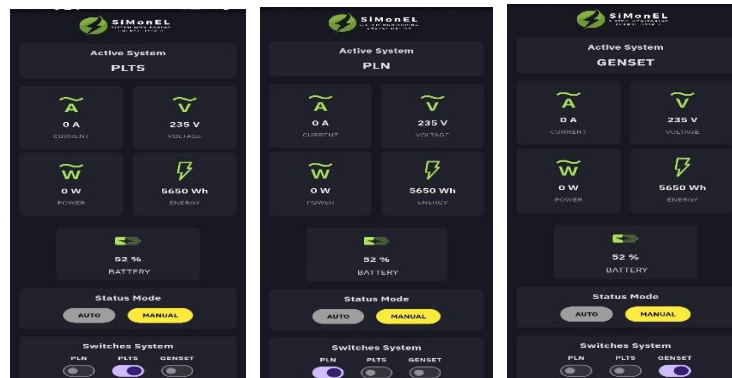 SiMonEL
Active System
PLTS
A
V
0 A
235 V
CURRENT
VOLTAGE
W
0 W
5650 Wh
POWER
ENERGY
52 %
BATTERY
Status Mode
AUTO
MANUAL
Switches System
PLN
PLTS
GENSET
SiMonEL
Active System
PLN
A
V
0 A
235 V
CURRENT
VOLTAGE
W
0 W
5650 Wh
POWER
ENERGY
52 %
BATTERY
Status Mode
AUTO
MANUAL
Switches System
PLN
PLTS
GENSET
SiMonEL
Active System
GENSET
A
V
0 A
235 V
CURRENT
VOLTAGE
W
0 W
5650 Wh
POWER
ENERGY
52 %
BATTERY
Status Mode
AUTO
MANUAL
Switches System
PLN
PLTS
GENSET